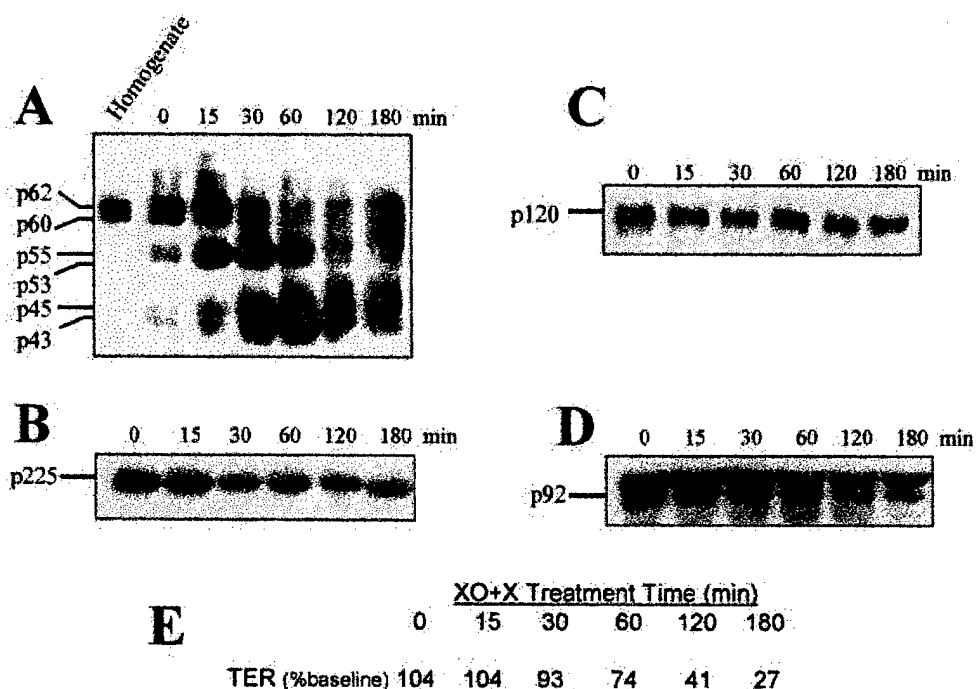 A
Homogenate
0 15 30 60 120 180 min
p62
p60
p55
p53
p45
p43
B
0 15 30 60 120 180 min
p225
C
0 15 30 60 120 180 min
p120
D
0 15 30 60 120 180 min
p92
E
XO+X Treatment Time (min)
0 15 30 60 120 180
TER (%baseline) 104 104 93 74 41 27